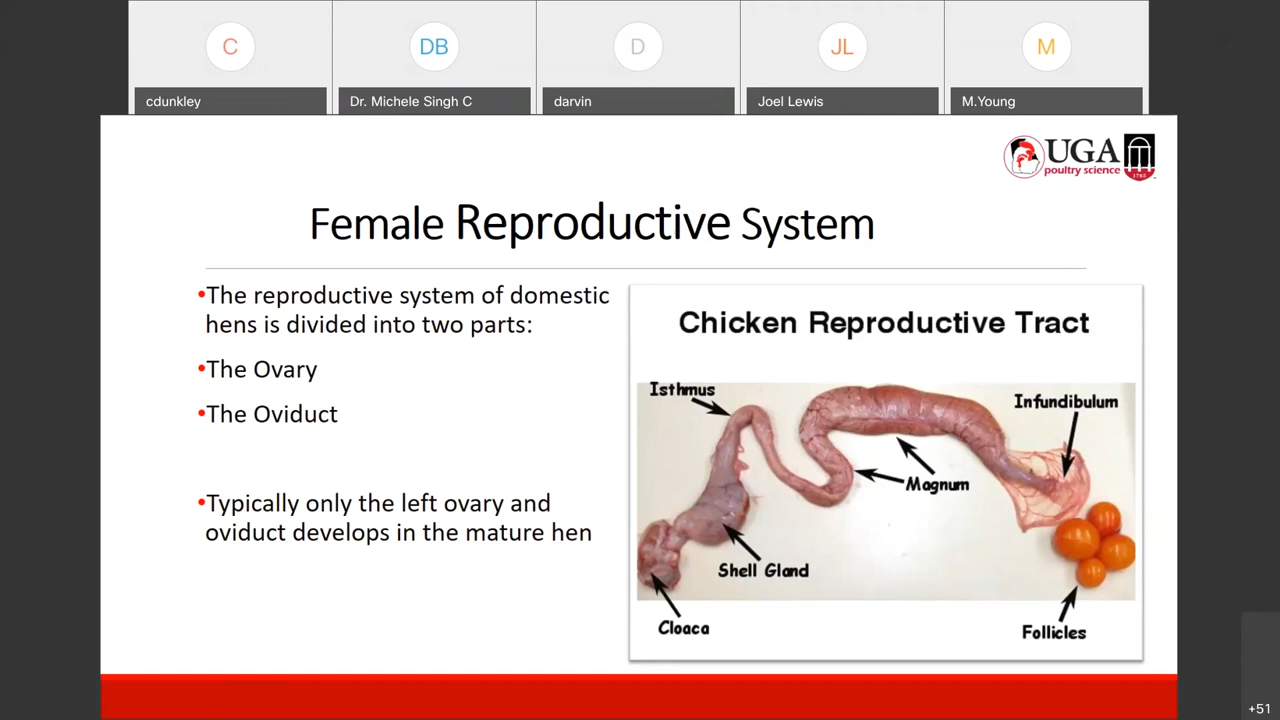 C
DB
D
JL
M
cdunkley
Dr. Michele Singh C
darvin
Joel Lewis
M.Young
UGA
poultry science
1785
Female Reproductive System
•The reproductive system of domestic
hens is divided into two parts:
•The Ovary
•The Oviduct
•Typically only the left ovary and
oviduct develops in the mature hen
Chicken Reproductive Tract
Isthmus
Infundibulum
Magnum
Shell Gland
Cloaca
Follicles
+51